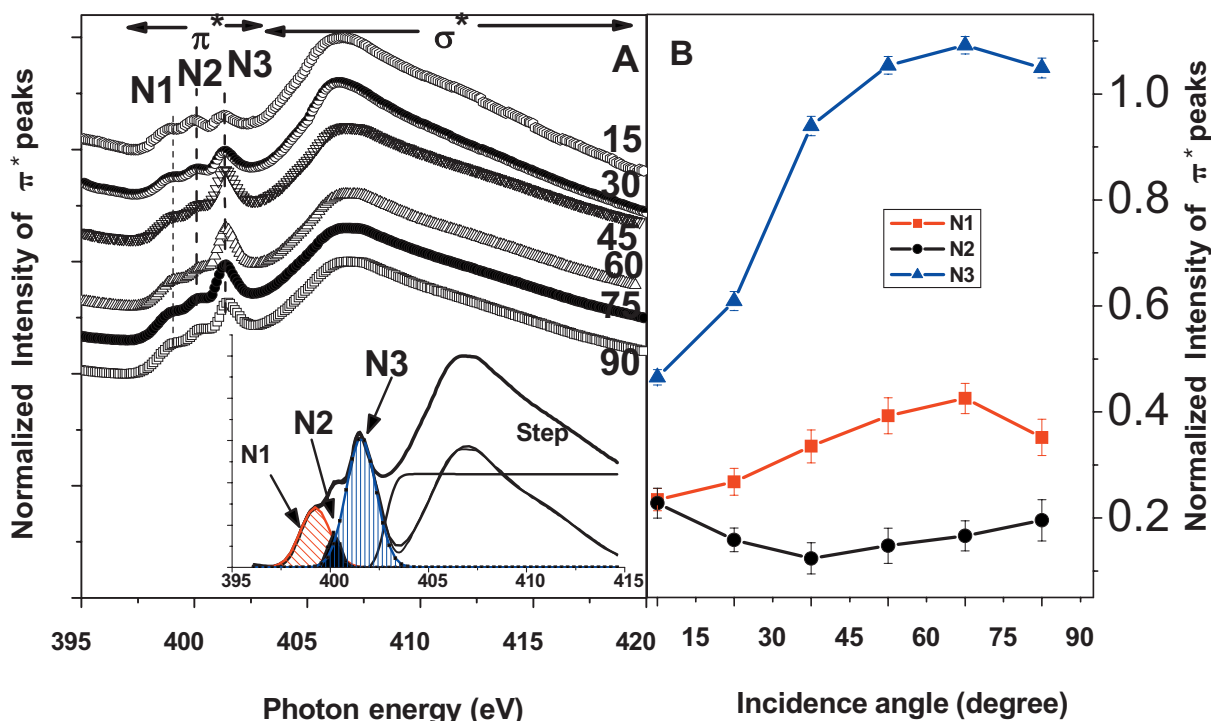 Normalized Intensity of π* peaks
π* σ*
N1 N2 N3 A
15
30
45
60
75
90
N1
N2
N3
Step
395 400 405 410 415
395 400 405 410 415 420
Photon energy (eV)
B
N1
N2
N3
1.0
0.8
0.6
0.4
0.2
15 30 45 60 75 90
Incidence angle (degree)
Normalized Intensity of π* peaks